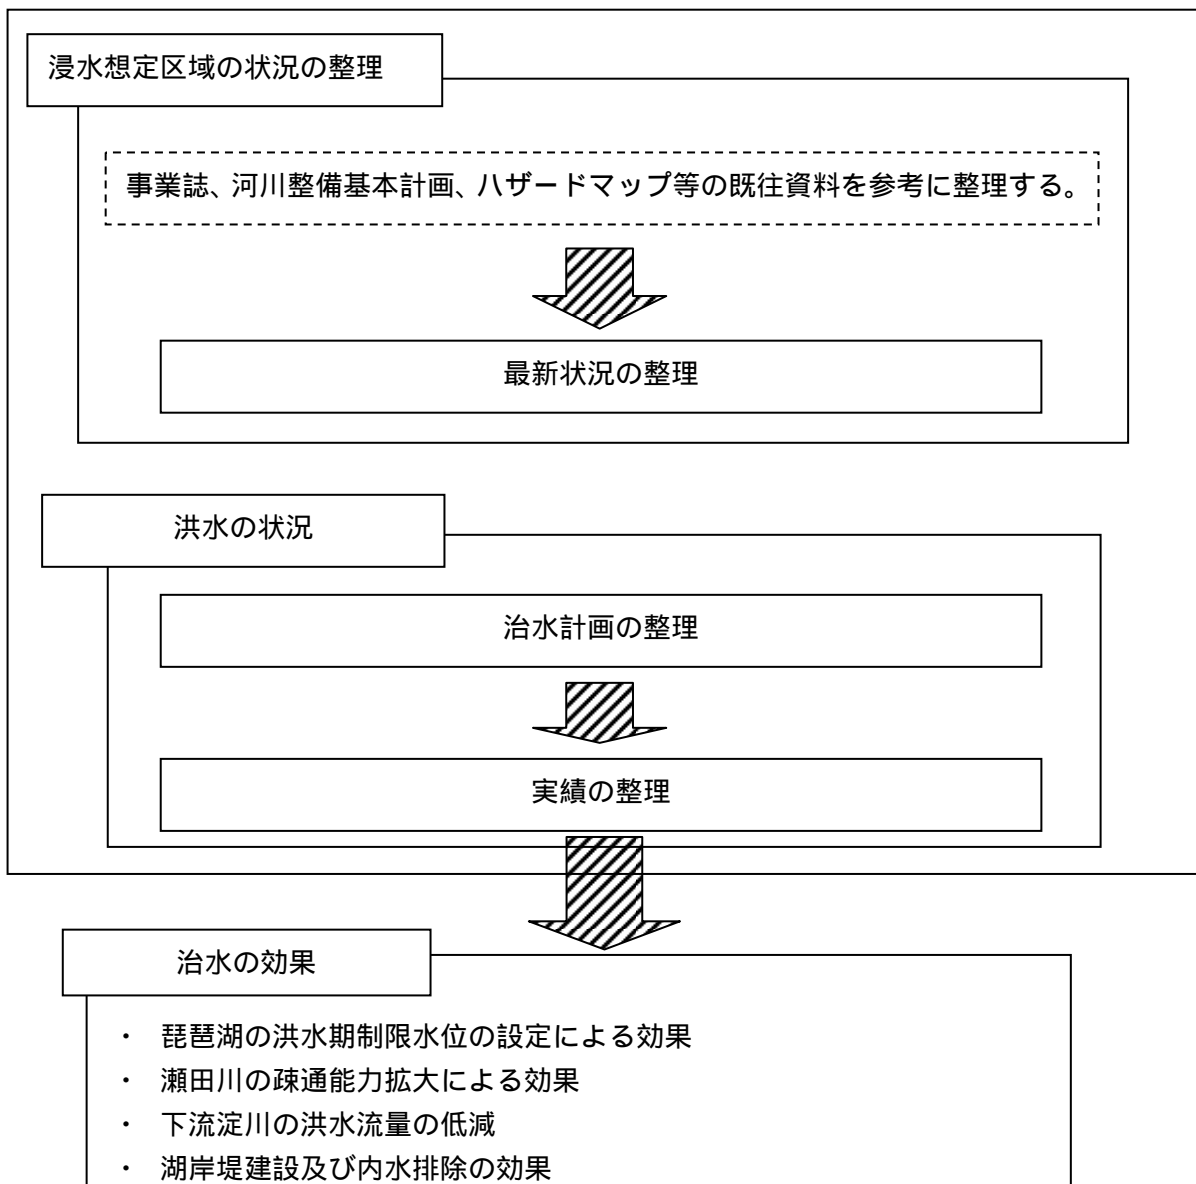 浸水想定区域の状況の整理
事業誌、河川整備基本計画、ハザードマップ等の既往資料を参考に整理する。
最新状況の整理
洪水の状況
治水計画の整理
実績の整理
治水の効果
・ 琵琶湖の洪水期制限水位の設定による効果
・ 瀬田川の疎通能力拡大による効果
・ 下流淀川の洪水流量の低減
・ 湖岸堤建設及び内水排除の効果